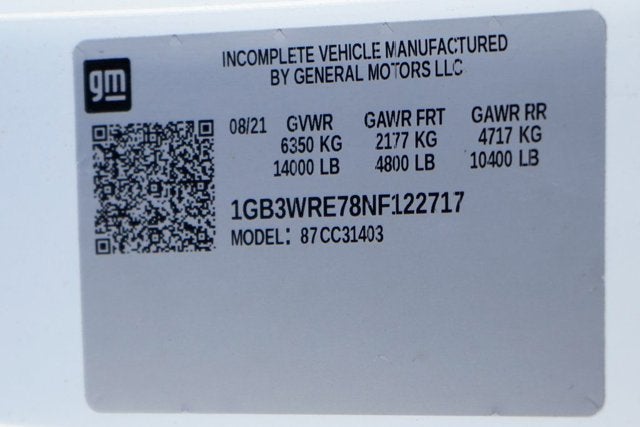 INCOMPLETE VEHICLE MANUFACTURED
BY GENERAL MOTORS LLC
gm
08/21 GVWR GAWR FRT GAWR RR
6350 KG 2177 KG 4717 KG
14000 LB 4800 LB 10400 LB
1GB3WRE78NF122717
MODEL: 87CC31403